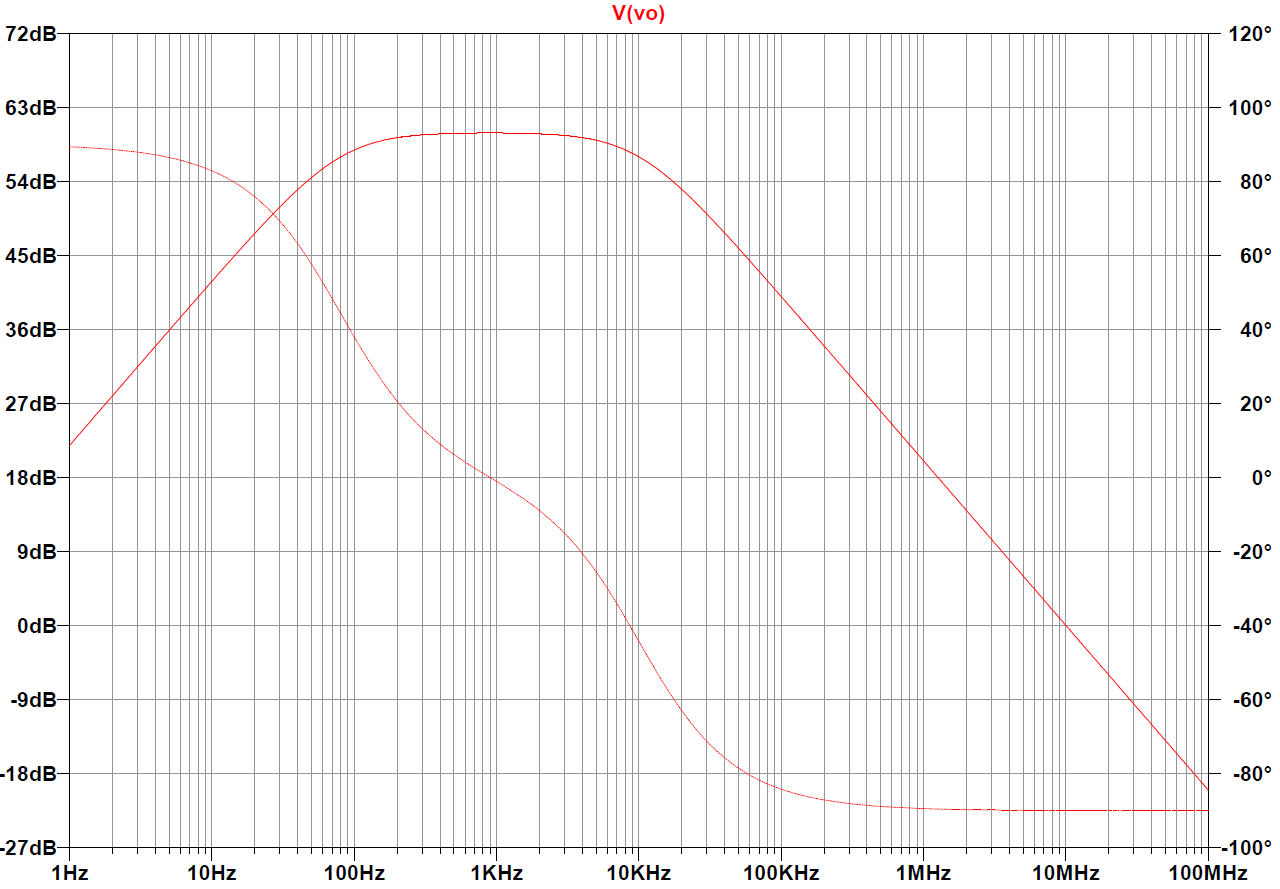 V(vo)
72dB 120°
63dB 100°
54dB 80°
45dB 60°
36dB 40°
27dB 20°
18dB 0°
9dB -20°
0dB -40°
-9dB -60°
-18dB -80°
-27dB -100°
1Hz 10Hz 100Hz 1KHz 10KHz 100KHz 1MHz 10MHz 100MHz